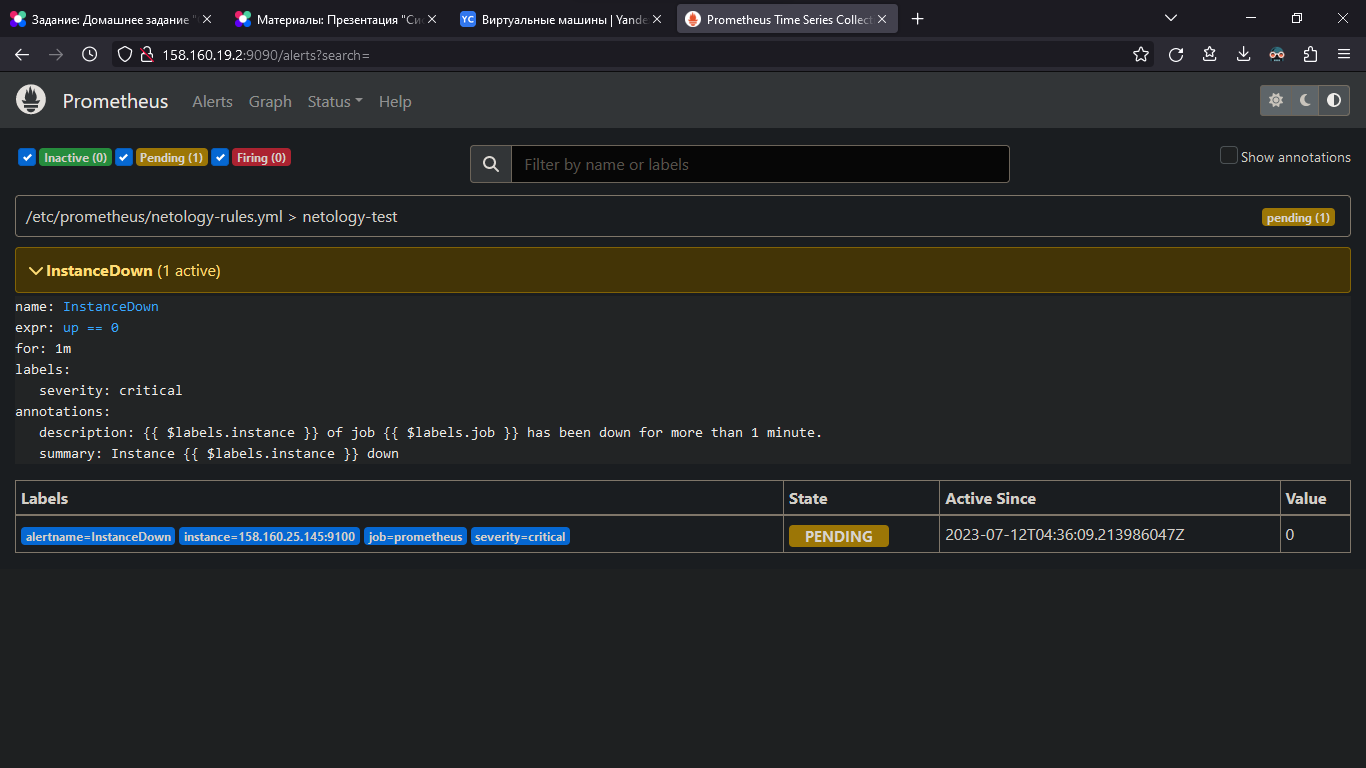 Задание: Домашнее задание "
Материалы: Презентация "Си
YC Виртуальные машины | Yande
Prometheus Time Series Collect
158.160.19.2:9090/alerts?search=
Prometheus Alerts Graph Status Help
Inactive (0) Pending (1) Firing (0) Filter by name or labels Show annotations
/etc/prometheus/netology-rules.yml > netology-test pending (1)
InstanceDown (1 active)
name: InstanceDown
expr: up == 0
for: 1m
labels:
severity: critical
annotations:
description: {{ $labels.instance }} of job {{ $labels.job }} has been down for more than 1 minute.
summary: Instance {{ $labels.instance }} down
Labels State Active Since Value
alertname=InstanceDown instance=158.160.25.145:9100 job=prometheus severity=critical PENDING 2023-07-12T04:36:09.213986047Z 0